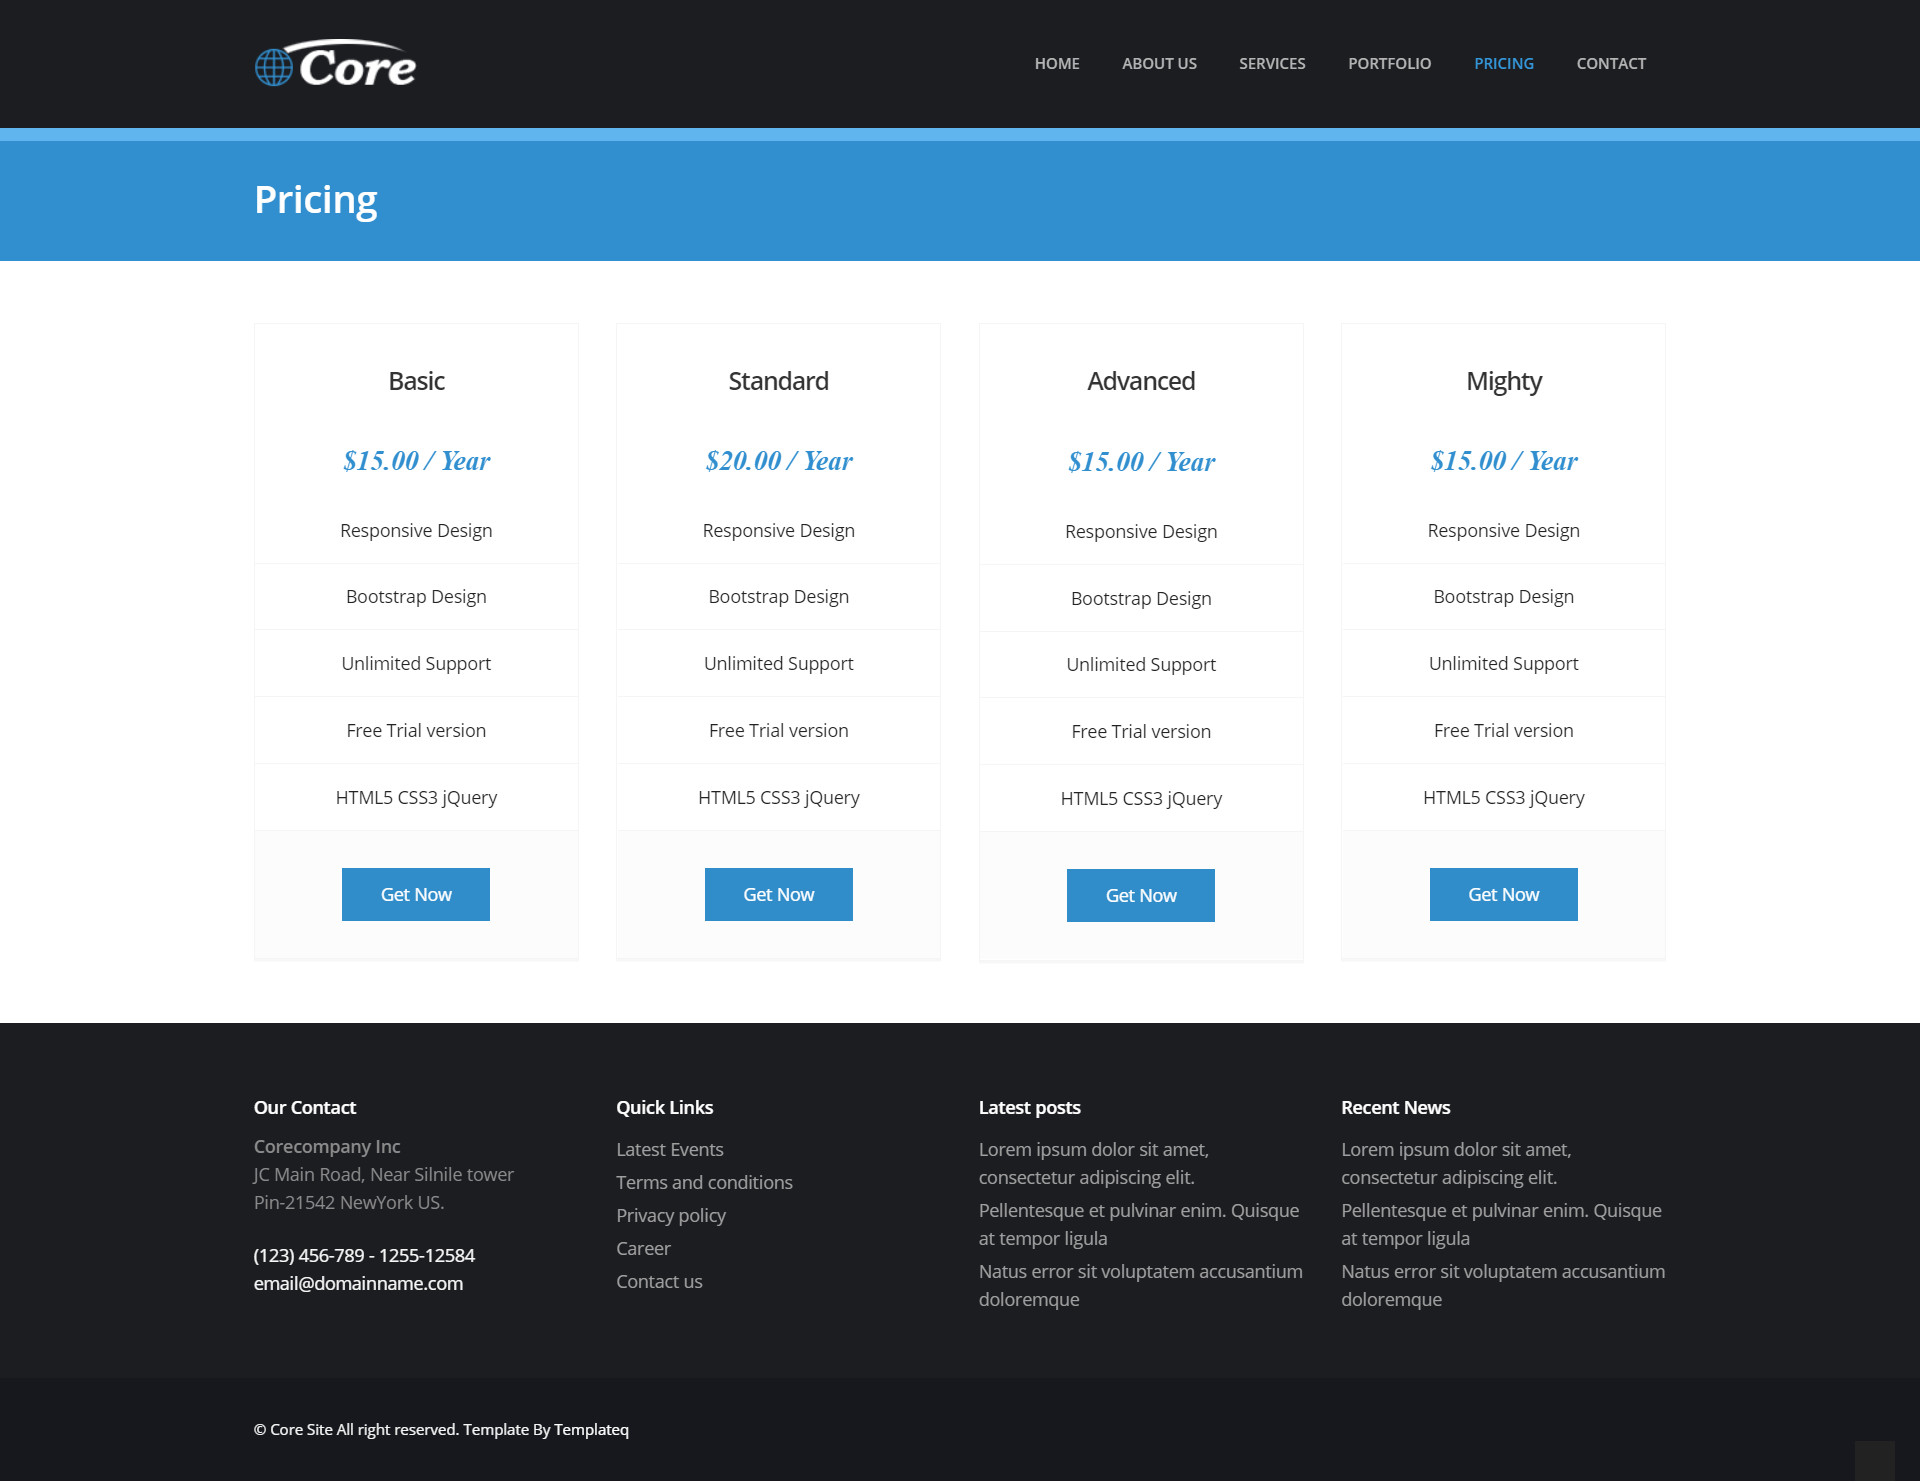 Core
HOME
ABOUT US
SERVICES
PORTFOLIO
PRICING
CONTACT
Pricing
Basic
$15.00 / Year
Responsive Design
Bootstrap Design
Unlimited Support
Free Trial version
HTML5 CSS3 jQuery
Get Now
Standard
$20.00 / Year
Responsive Design
Bootstrap Design
Unlimited Support
Free Trial version
HTML5 CSS3 jQuery
Get Now
Advanced
$15.00 / Year
Responsive Design
Bootstrap Design
Unlimited Support
Free Trial version
HTML5 CSS3 jQuery
Get Now
Mighty
$15.00 / Year
Responsive Design
Bootstrap Design
Unlimited Support
Free Trial version
HTML5 CSS3 jQuery
Get Now
Our Contact
Corecompany Inc
JC Main Road, Near Silnile tower
Pin-21542 NewYork US.
(123) 456-789 - 1255-12584
email@domainname.com
Quick Links
Latest Events
Terms and conditions
Privacy policy
Career
Contact us
Latest posts
Lorem ipsum dolor sit amet,
consectetur adipiscing elit.
Pellentesque et pulvinar enim. Quisque
at tempor ligula
Natus error sit voluptatem accusantium
doloremque
Recent News
Lorem ipsum dolor sit amet,
consectetur adipiscing elit.
Pellentesque et pulvinar enim. Quisque
at tempor ligula
Natus error sit voluptatem accusantium
doloremque
© Core Site All right reserved. Template By Templateq